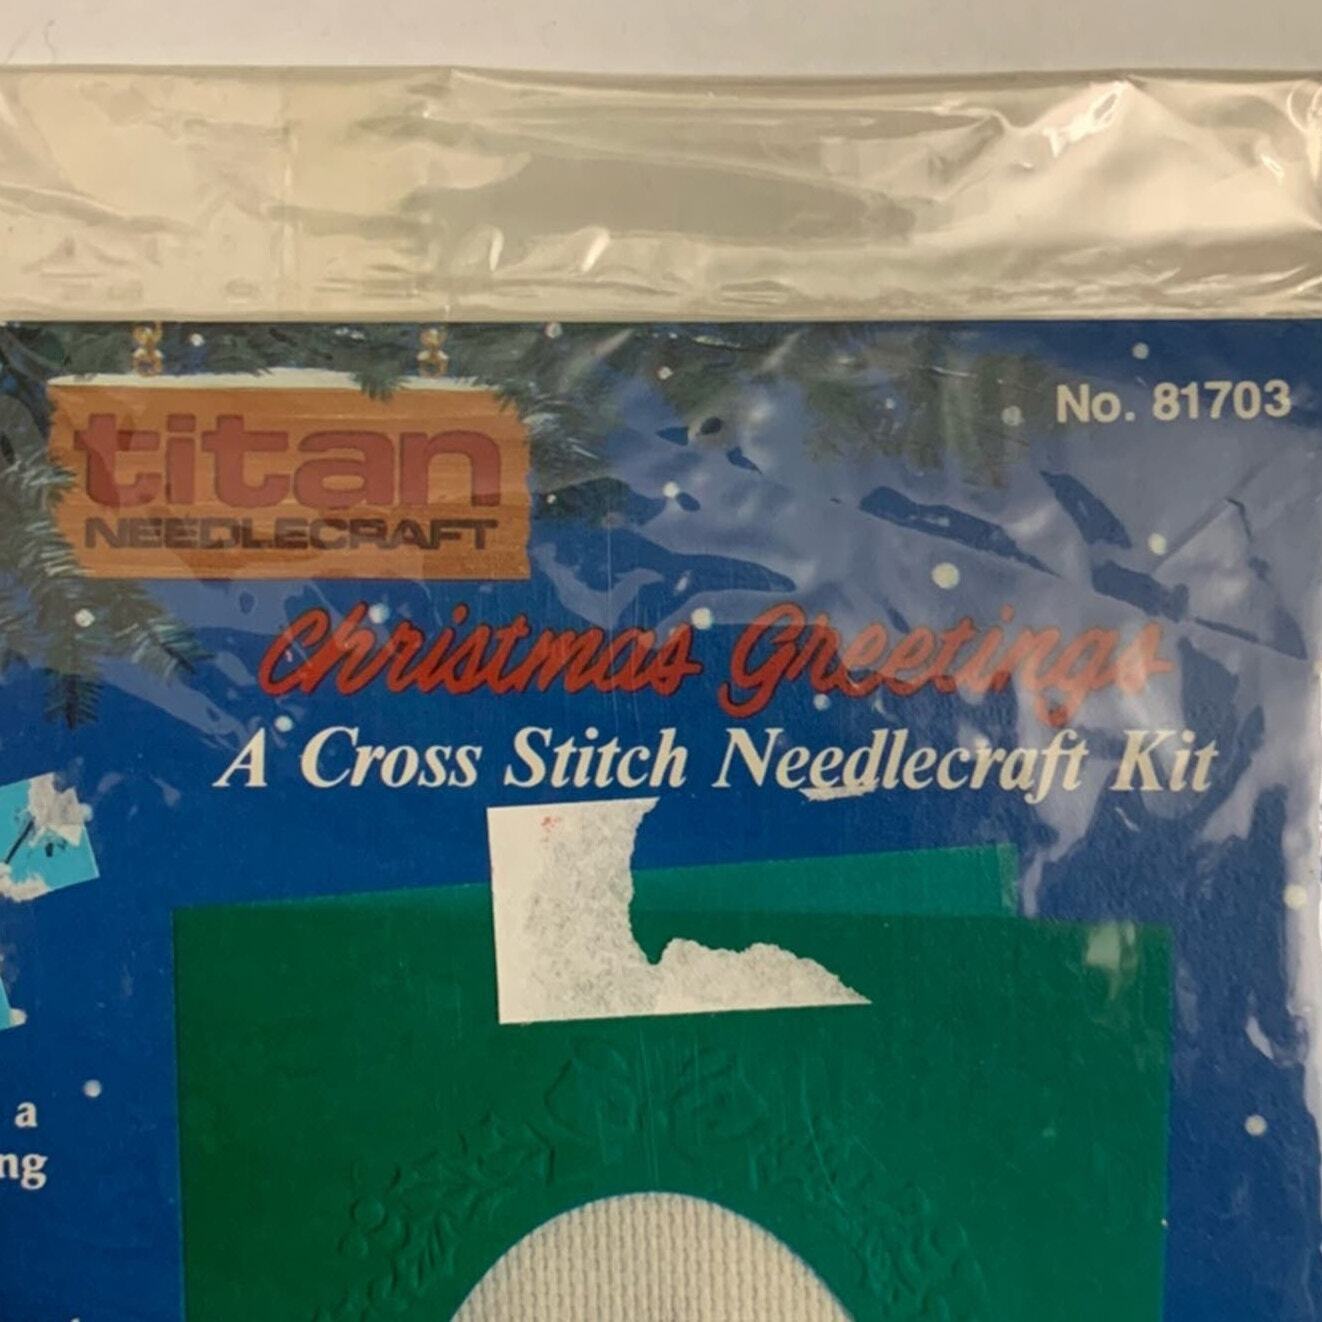 No. 81703
titan
NEEDLECRAFT
Christmas Greetings
A Cross Stitch Needlecraft Kit
a
ng